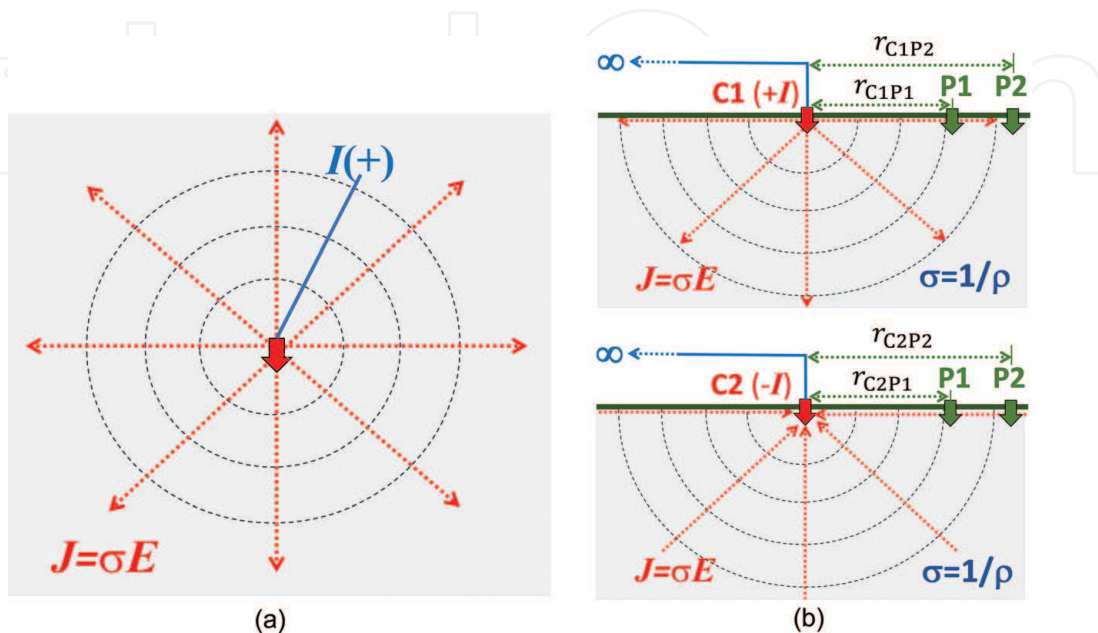 I(+)
J=σE
(a)
r_C1P2
∞
r_C1P1
C1 (+I)
P1
P2
J=σE
σ=1/ρ
r_C2P2
∞
r_C2P1
C2 (-I)
P1
P2
J=σE
σ=1/ρ
(b)